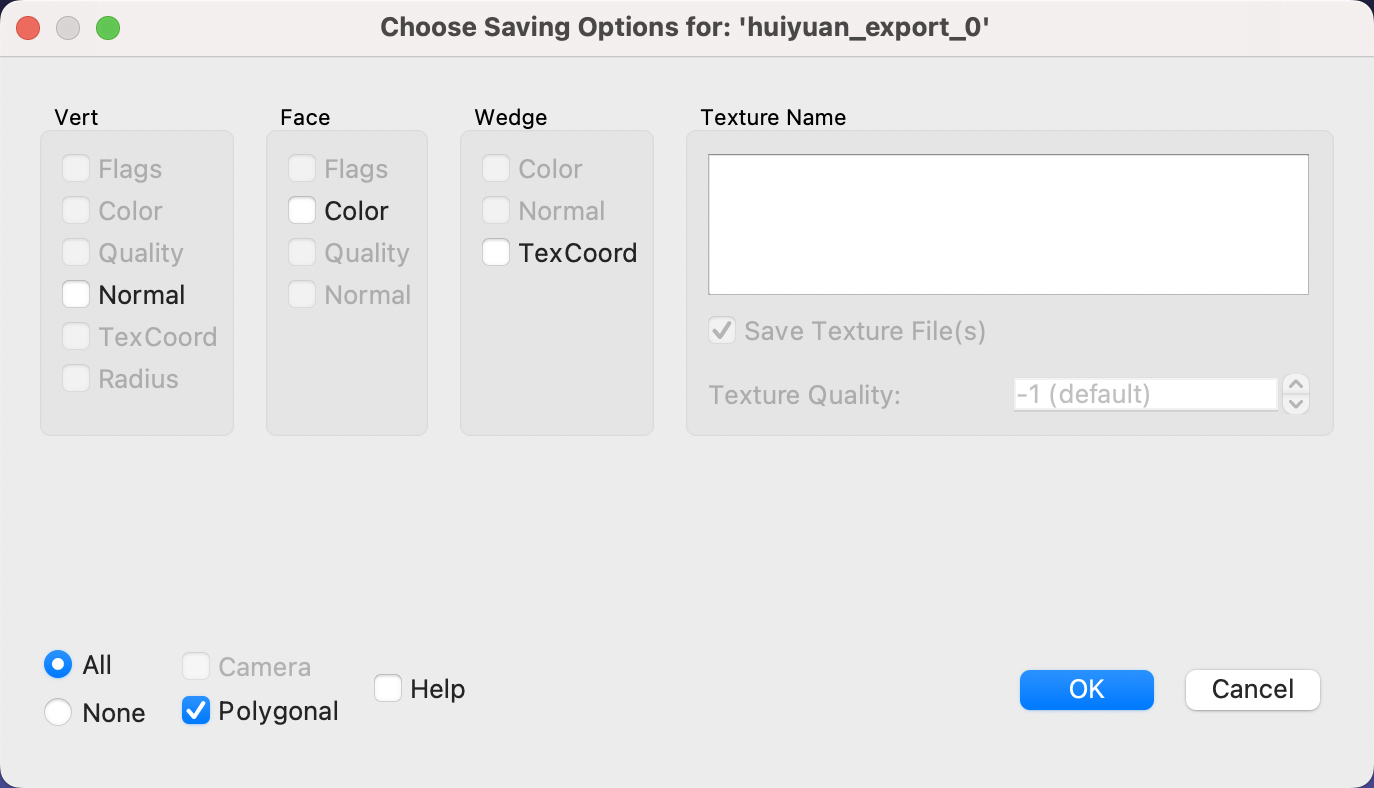 Choose Saving Options for: 'huiyuan_export_0'
Vert
Flags
Color
Quality
Normal
TexCoord
Radius
Face
Flags
Color
Quality
Normal
Wedge
Color
Normal
TexCoord
Texture Name
Save Texture File(s)
Texture Quality:
-1 (default)
All
None
Camera
Polygonal
Help
OK
Cancel